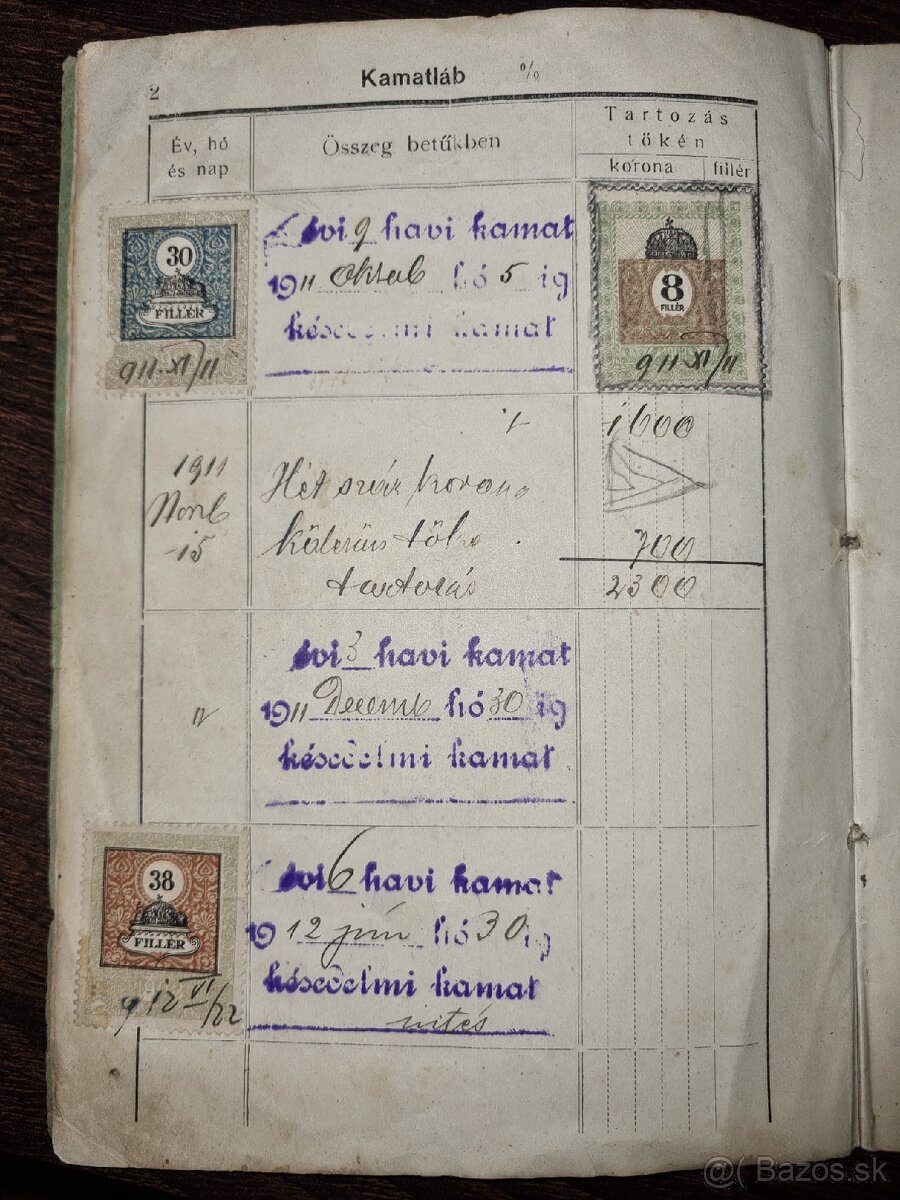 2
Kamatláb %
Év, hó
és nap
Összeg betűkben
Tartozás
tőkén
korona
fillér
30
FILLÉR
911. XI/11
évi 9 havi kamat
1911 Oktob hó 5 ig
késedelmi kamat
8
FILLÉR
911. XI/11
1600
1911
Novb
15
Hét száz korona
kölcsön tőke
tartozás
700
2300
évi 3 havi kamat
1911 Decemb hó 30 ig
késedelmi kamat
38
FILLÉR
912 VI/22
évi 6 havi kamat
1912 jún hó 30 ig
késedelmi kamat
@( Bazos.sk